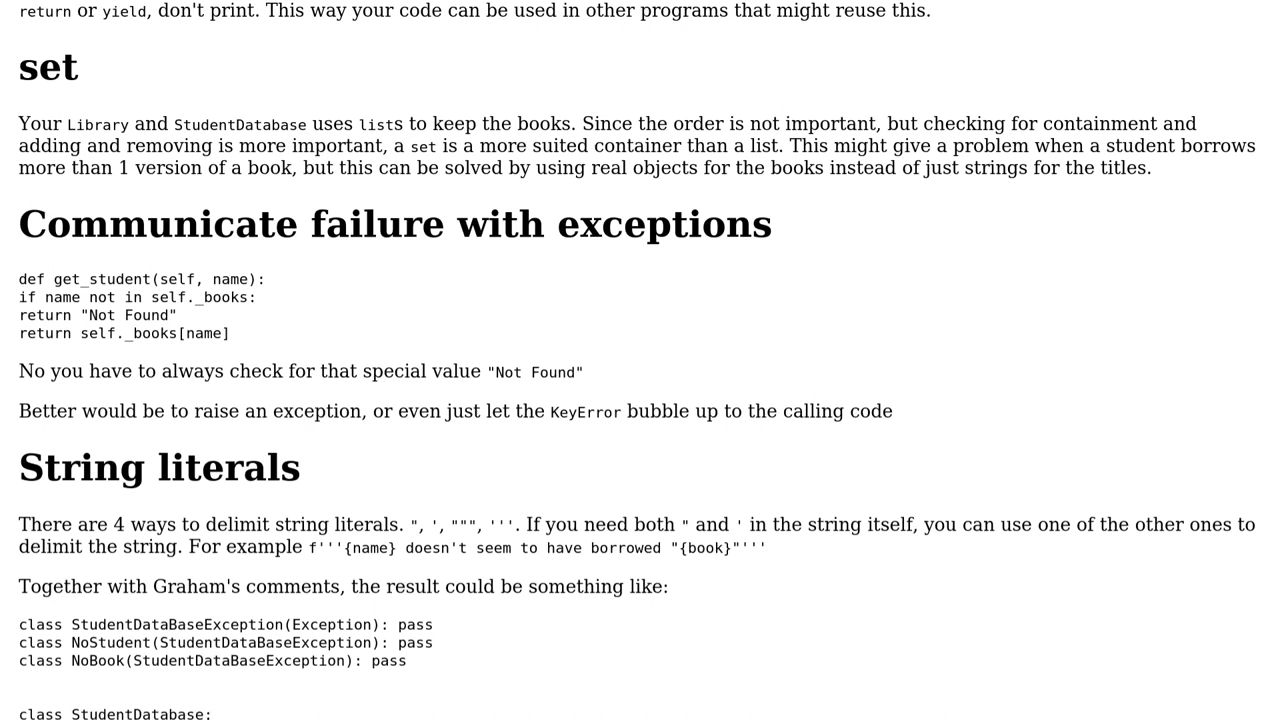 return or yield, don't print. This way your code can be used in other programs that might reuse this.
set
Your Library and StudentDatabase uses lists to keep the books. Since the order is not important, but checking for containment and
adding and removing is more important, a set is a more suited container than a list. This might give a problem when a student borrows
more than 1 version of a book, but this can be solved by using real objects for the books instead of just strings for the titles.
Communicate failure with exceptions
def get_student(self, name):
if name not in self._books:
return "Not Found"
return self._books[name]
No you have to always check for that special value "Not Found"
Better would be to raise an exception, or even just let the KeyError bubble up to the calling code
String literals
There are 4 ways to delimit string literals. ", ', """, '''. If you need both " and ' in the string itself, you can use one of the other ones to
delimit the string. For example f'''{name} doesn't seem to have borrowed "{book}"'''
Together with Graham's comments, the result could be something like:
class StudentDataBaseException(Exception): pass
class NoStudent(StudentDataBaseException): pass
class NoBook(StudentDataBaseException): pass
class StudentDatabase: